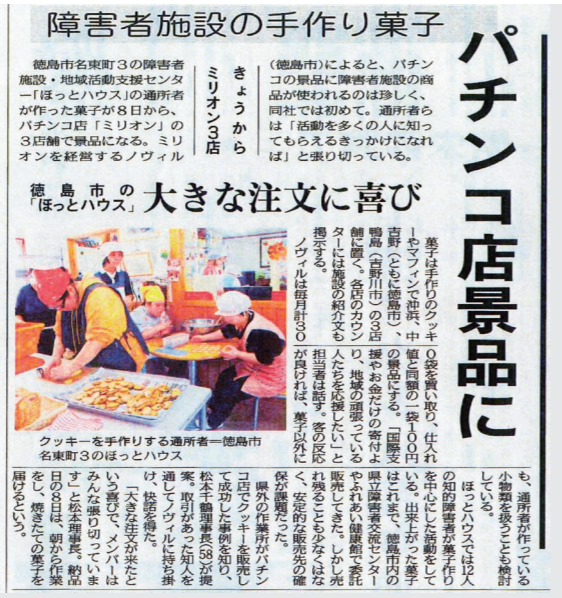 障害者施設の手作り菓子
パチンコ店景品に
きょうから
ミリオン3店
徳島市の
「ほっとハウス」
大きな注文に喜び
徳島市名東町3の障害者
施設・地域活動支援センタ
ー「ほっとハウス」の通所者
が作った菓子が8日から、
パチンコ店「ミリオン」の
3店舗で景品になる。ミリ
オンを経営するノヴィル
(徳島市)によると、パチン
コの景品に障害者施設の商
品が使われるのは珍しく、
同社では初めて。通所者ら
は「活動を多くの人に知っ
てもらえるきっかけになれ
ば」と張り切っている。
菓子は手作りのクッキ
ーやマフィンで沖浜、中
吉野(ともに徳島市)、
鴨島(吉野川市)の3店
舗に置く。各店のカウン
ターには施設の紹介文も
掲示する。
ノヴィルは毎月計30
0袋を買い取り、仕入れ
値と同額の一袋100円
の景品にする。「国際支
援やお金だけの寄付よ
り、地域の頑張っている
人たちを応援したい」と
担当者は話す。客の反応
が良ければ、菓子以外に
も、通所者が作っている
小物類を扱うことも検討
している。
ほっとハウスでは12人
の知的障害者が菓子作り
を中心にした活動をして
いる。出来上がった菓子
はこれまで、徳島市内の
県立障害者交流センター
やふれあい健康館で委託
販売してきた。しかし売
れ残ることも少なくはな
く、安定的な販売先の確
保が課題だった。
県外の作業所がパチン
コ店でクッキーを販売し
て成功した事例を知り、
松本千鶴理事長(58)が提
案。取引があった知人を
通してノヴィルに持ち掛
け、快諾を得た。
「大きな注文が来たと
いう喜びで、メンバーは
みんな張り切っていま
す」と松本理事長。納品
日の8日は、朝から作業
をし、焼きたての菓子を
届けるという。
クッキーを手作りする通所者＝徳島市
名東町3のほっとハウス